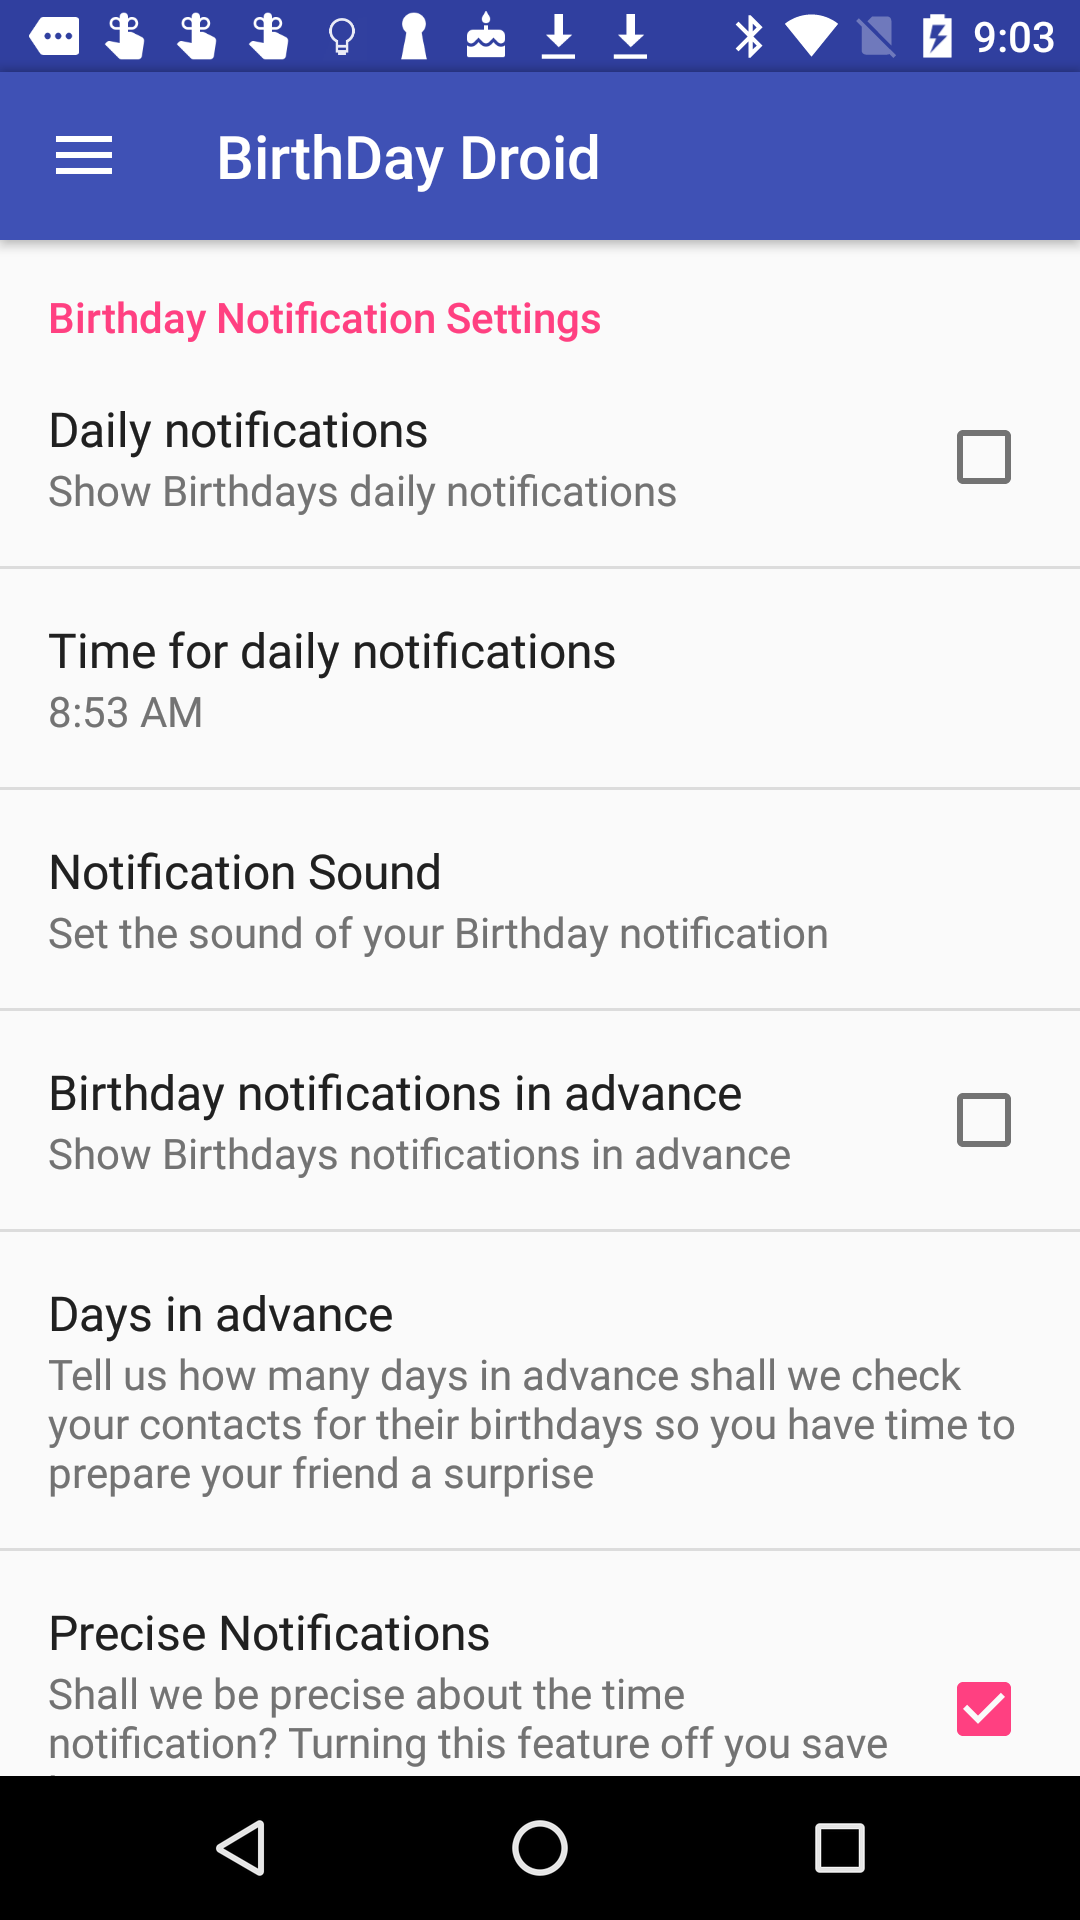 9:03
BirthDay Droid
Birthday Notification Settings
Daily notifications
Show Birthdays daily notifications
Time for daily notifications
8:53 AM
Notification Sound
Set the sound of your Birthday notification
Birthday notifications in advance
Show Birthdays notifications in advance
Days in advance
Tell us how many days in advance shall we check
your contacts for their birthdays so you have time to
prepare your friend a surprise
Precise Notifications
Shall we be precise about the time
notification? Turning this feature off you save